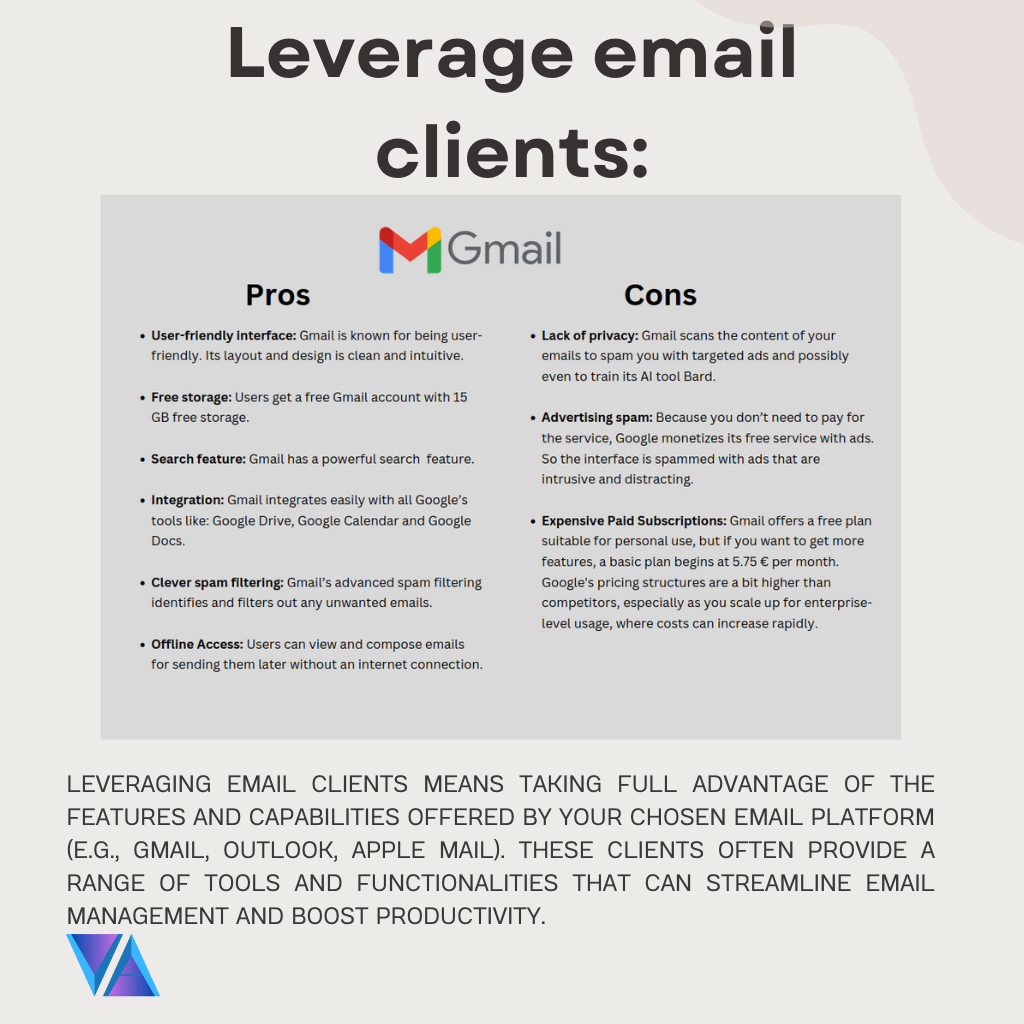 Leverage email
clients:
Gmail
Pros
• User-friendly interface: Gmail is known for being user-
friendly. Its layout and design is clean and intuitive.
• Free storage: Users get a free Gmail account with 15
GB free storage.
• Search feature: Gmail has a powerful search  feature.
• Integration: Gmail integrates easily with all Google’s
tools like: Google Drive, Google Calendar and Google
Docs.
• Clever spam filtering: Gmail’s advanced spam filtering
identifies and filters out any unwanted emails.
• Offline Access: Users can view and compose emails
for sending them later without an internet connection.
Cons
• Lack of privacy: Gmail scans the content of your
emails to spam you with targeted ads and possibly
even to train its AI tool Bard.
• Advertising spam: Because you don’t need to pay for
the service, Google monetizes its free service with ads.
So the interface is spammed with ads that are
intrusive and distracting.
• Expensive Paid Subscriptions: Gmail offers a free plan
suitable for personal use, but if you want to get more
features, a basic plan begins at 5.75 € per month.
Google's pricing structures are a bit higher than
competitors, especially as you scale up for enterprise-
level usage, where costs can increase rapidly.
LEVERAGING EMAIL CLIENTS MEANS TAKING FULL ADVANTAGE OF THE
FEATURES AND CAPABILITIES OFFERED BY YOUR CHOSEN EMAIL PLATFORM
(E.G., GMAIL, OUTLOOK, APPLE MAIL). THESE CLIENTS OFTEN PROVIDE A
RANGE OF TOOLS AND FUNCTIONALITIES THAT CAN STREAMLINE EMAIL
MANAGEMENT AND BOOST PRODUCTIVITY.
VA